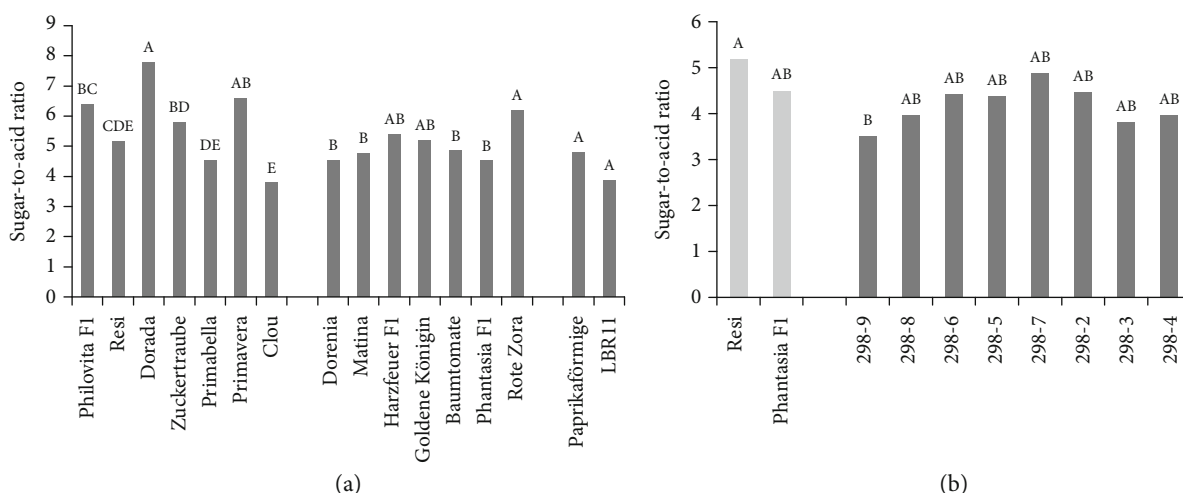 9
8
7
6
5
4
3
2
1
0
Sugar-to-acid ratio
BC
CDE
A
BD
DE
AB
E
B
B
AB
AB
B
B
A
A
A
Philovita F1
Resi
Dorada
Zuckertraube
Primabella
Primavera
Clou
Dorenia
Matina
Harzfeuer F1
Goldene Königin
Baumtomate
Phantasia F1
Rote Zora
Paprikaförmige
LBR11
(a)
6
5
4
3
2
1
0
Sugar-to-acid ratio
A
AB
B
AB
AB
AB
AB
AB
AB
AB
Resi
Phantasia F1
298-9
298-8
298-6
298-5
298-7
298-2
298-3
298-4
(b)